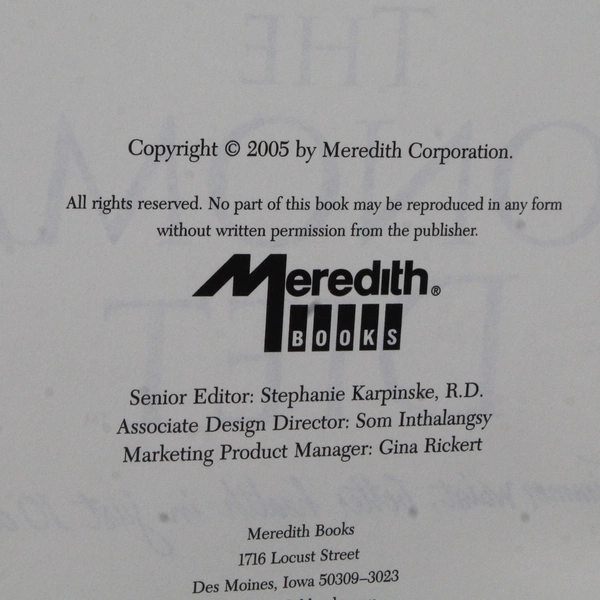 Copyright © 2005 by Meredith Corporation.
All rights reserved. No part of this book may be reproduced in any form
without written permission from the publisher.
Meredith®
BOOKS
Senior Editor: Stephanie Karpinske, R.D.
Associate Design Director: Som Inthalangsy
Marketing Product Manager: Gina Rickert
Meredith Books
1716 Locust Street
Des Moines, Iowa 50309–3023